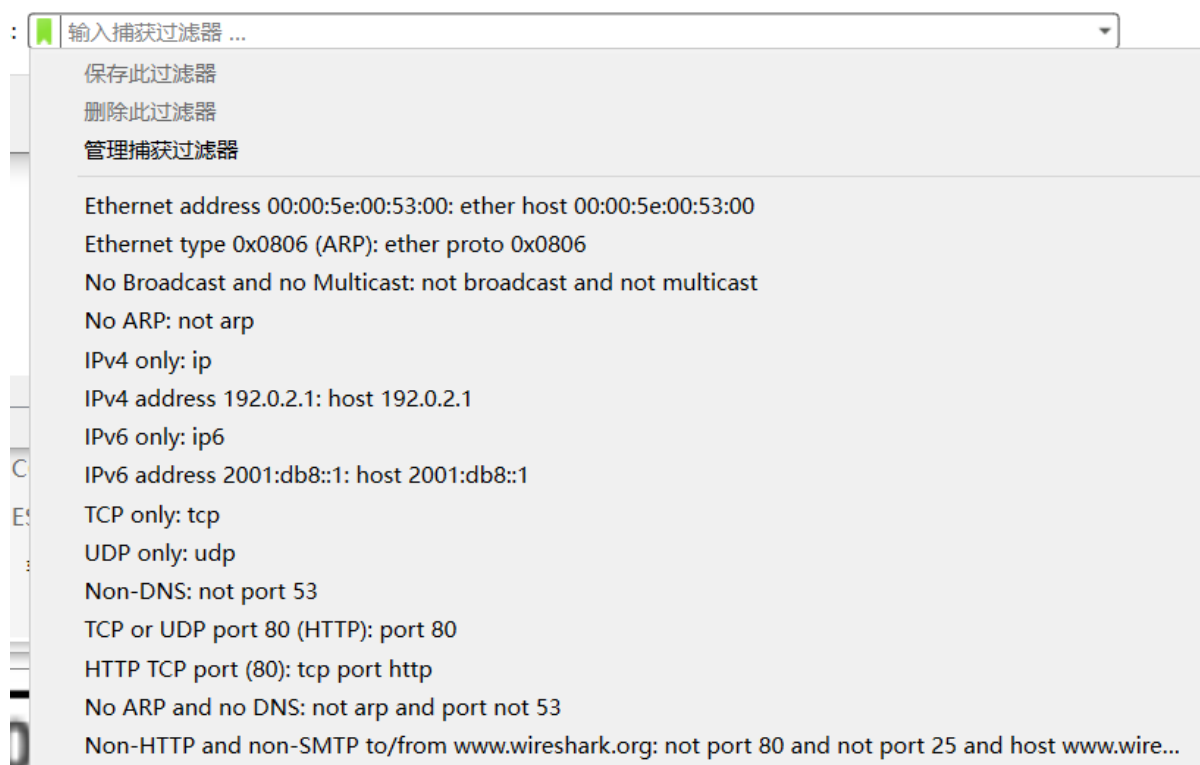 :
输入捕获过滤器 ...
保存此过滤器
删除此过滤器
管理捕获过滤器
Ethernet address 00:00:5e:00:53:00: ether host 00:00:5e:00:53:00
Ethernet type 0x0806 (ARP): ether proto 0x0806
No Broadcast and no Multicast: not broadcast and not multicast
No ARP: not arp
IPv4 only: ip
IPv4 address 192.0.2.1: host 192.0.2.1
IPv6 only: ip6
IPv6 address 2001:db8::1: host 2001:db8::1
TCP only: tcp
UDP only: udp
Non-DNS: not port 53
TCP or UDP port 80 (HTTP): port 80
HTTP TCP port (80): tcp port http
No ARP and no DNS: not arp and port not 53
Non-HTTP and non-SMTP to/from www.wireshark.org: not port 80 and not port 25 and host www.wire...